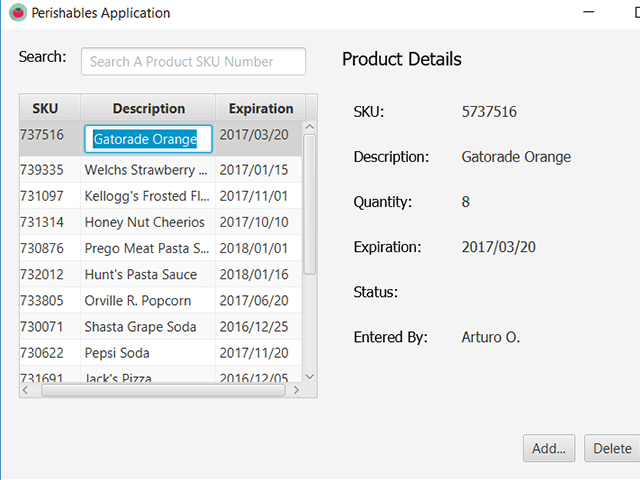 Perishables Application
Search:
Search A Product SKU Number
SKU Description Expiration
737516 Gatorade Orange 2017/03/20
739335 Welchs Strawberry ... 2017/01/15
731097 Kellogg's Frosted Fl... 2017/11/01
731314 Honey Nut Cheerios 2017/10/10
730876 Prego Meat Pasta S... 2018/01/01
732012 Hunt's Pasta Sauce 2018/01/16
733805 Orville R. Popcorn 2017/06/20
730071 Shasta Grape Soda 2016/12/25
730622 Pepsi Soda 2017/11/20
731691 Jack's Pizza 2016/12/05
Product Details
SKU: 5737516
Description: Gatorade Orange
Quantity: 8
Expiration: 2017/03/20
Status:
Entered By: Arturo O.
Add... Delete